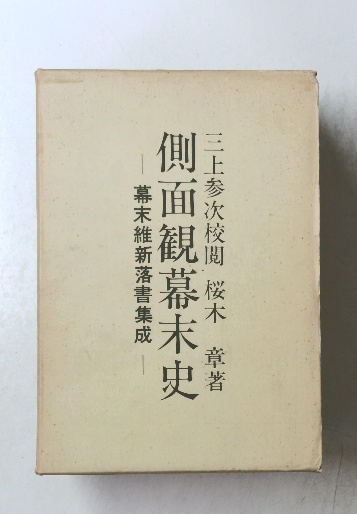 三上参次校閲 桜木 章著
側面観幕末史
―幕末維新落書集成―